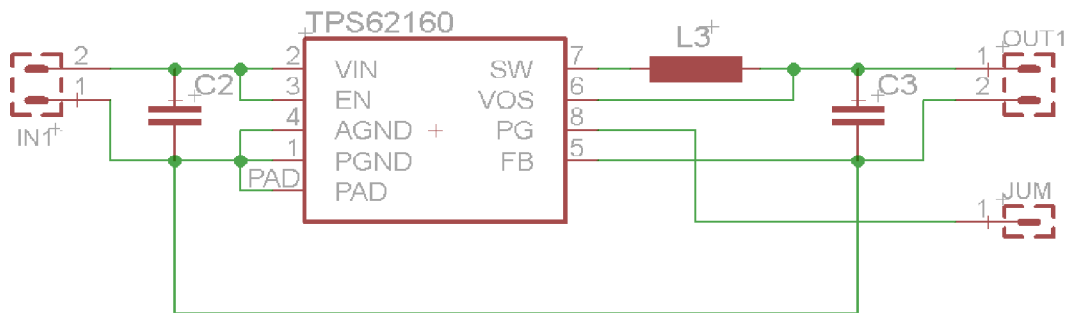 TPS62160
L3
OUT1
2 2 7 1
VIN SW
C2 3 6 2 C3
EN VOS
1 4 8
IN1 AGND PG
1 5
PGND FB
PAD PAD JUM
1